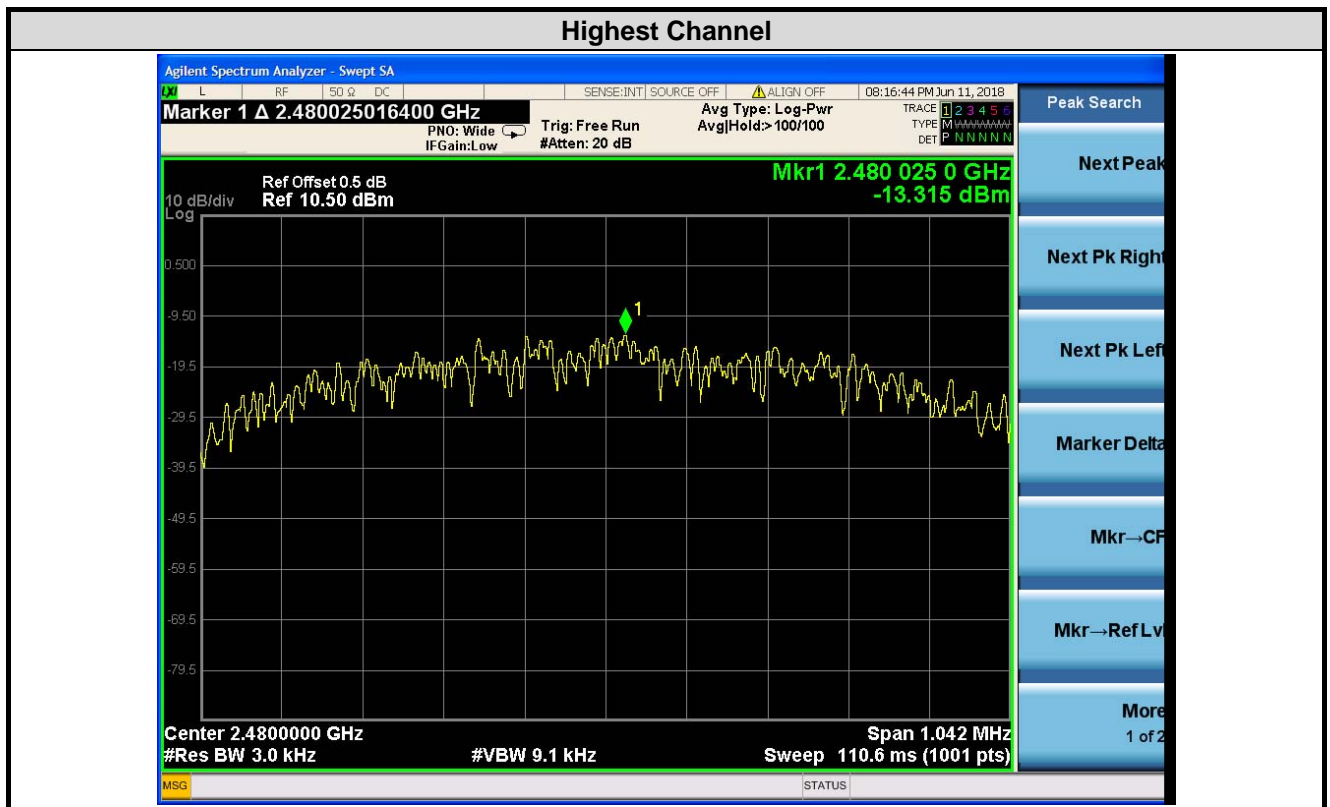 Highest Channel
Agilent Spectrum Analyzer - Swept SA
LXI L RF 50 Ω DC SENSE:INT SOURCE OFF ALIGN OFF 08:16:44 PM Jun 11, 2018
Marker 1 Δ 2.480025016400 GHz
PNO: Wide
IFGain:Low
Trig: Free Run
#Atten: 20 dB
Avg Type: Log-Pwr
Avg|Hold:>100/100
TRACE 1 2 3 4 5 6
TYPE M WWWWW
DET P N N N N N
Peak Search
Mkr1 2.480 025 0 GHz
-13.315 dBm
Ref Offset 0.5 dB
10 dB/div Ref 10.50 dBm
Log
0.500
-9.50
-19.5
-29.5
-39.5
-49.5
-59.5
-69.5
-79.5
1
Center 2.4800000 GHz Span 1.042 MHz
#Res BW 3.0 kHz #VBW 9.1 kHz Sweep 110.6 ms (1001 pts)
MSG STATUS
Next Peak
Next Pk Right
Next Pk Left
Marker Delta
Mkr→CF
Mkr→Ref Lvl
More
1 of 2